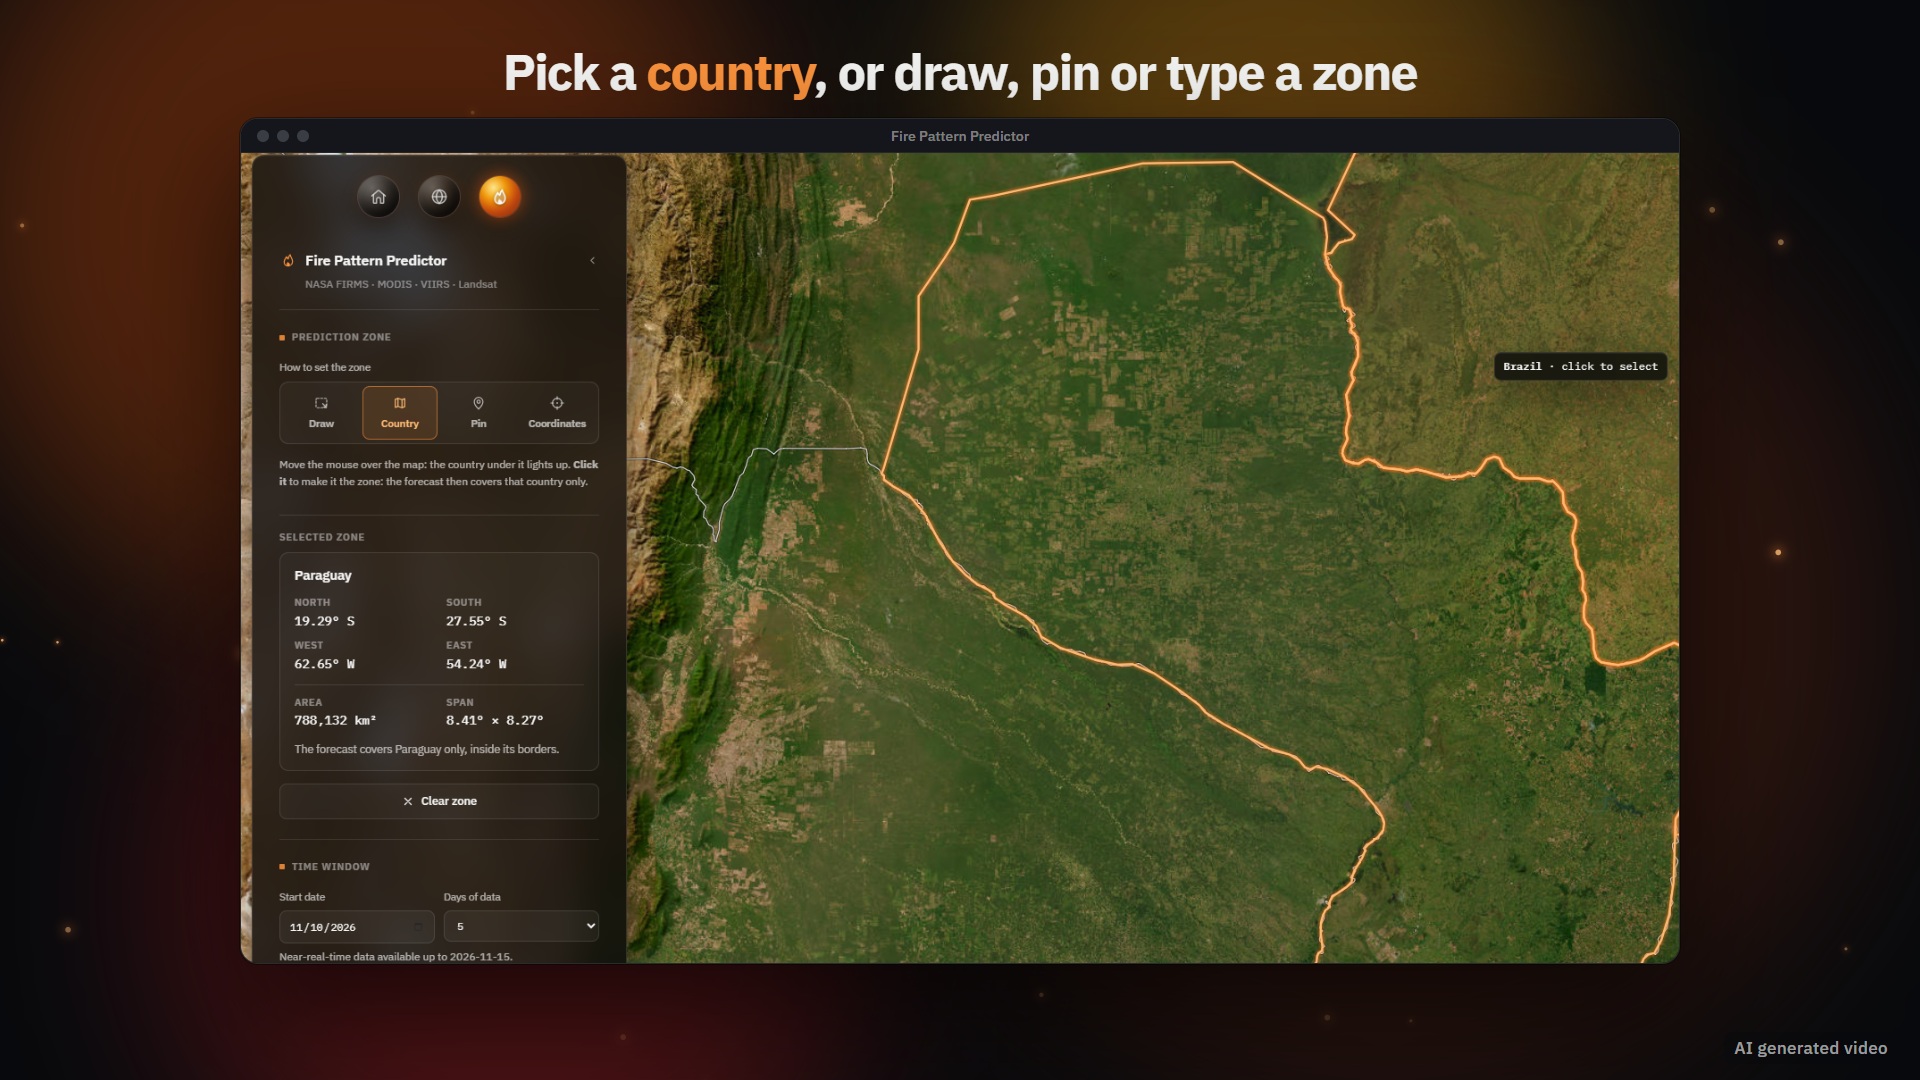 Pick a country, or draw, pin or type a zone
Fire Pattern Predictor
Fire Pattern Predictor
NASA FIRMS · MODIS · VIIRS · Landsat
PREDICTION ZONE
How to set the zone
Draw
Country
Pin
Coordinates
Move the mouse over the map: the country under it lights up. Click
it to make it the zone: the forecast then covers that country only.
SELECTED ZONE
Paraguay
NORTH SOUTH
19.29° S 27.55° S
WEST EAST
62.65° W 54.24° W
AREA SPAN
788,132 km² 8.41° × 8.27°
The forecast covers Paraguay only, inside its borders.
Clear zone
TIME WINDOW
Start date Days of data
11/10/2026 5
Near-real-time data available up to 2026-11-15.
Brazil · click to select
AI generated video